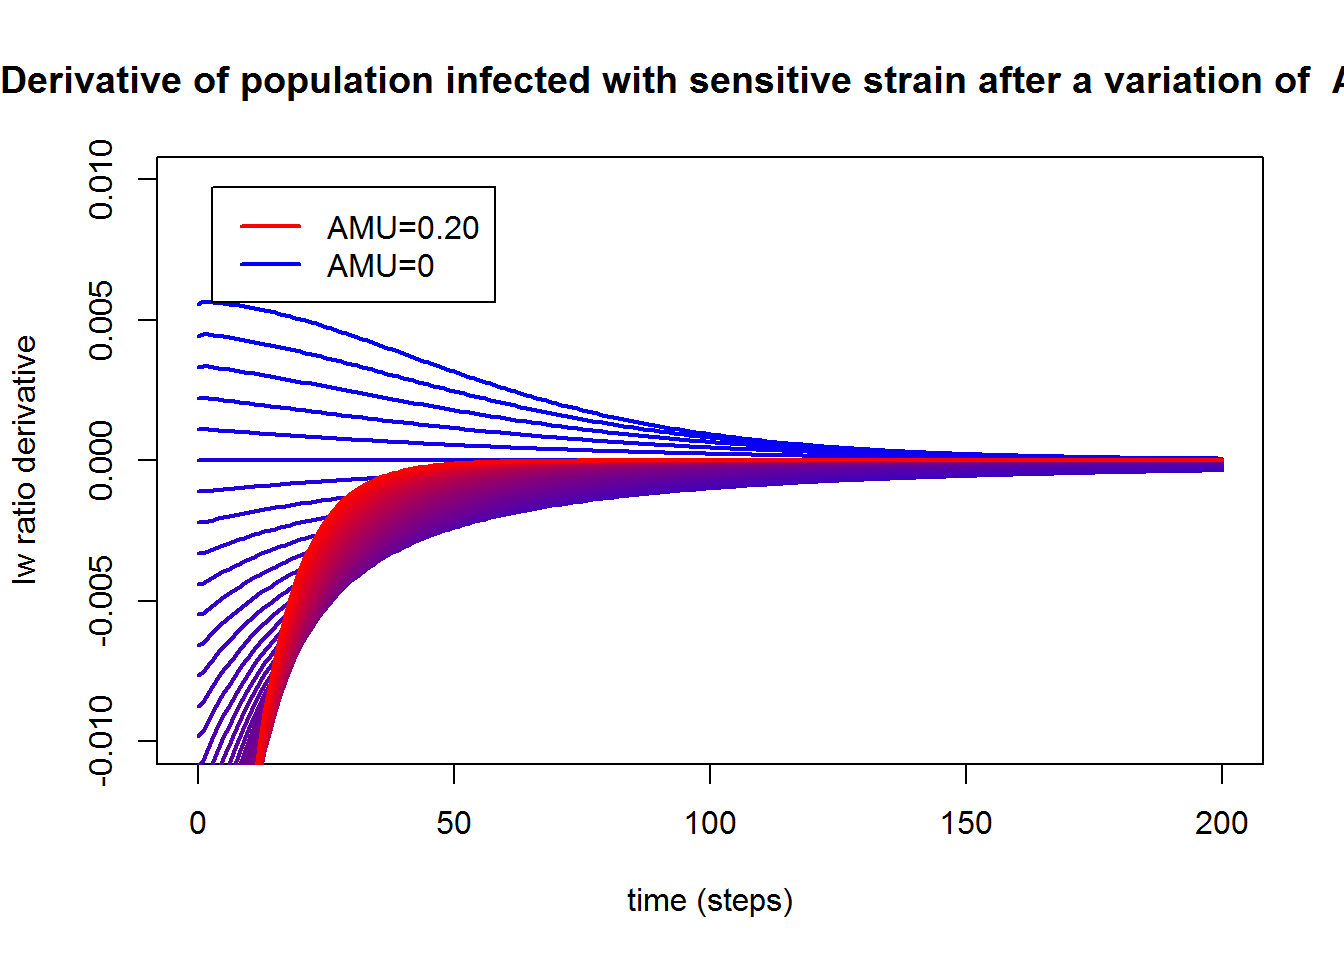 Derivative of population infected with sensitive strain after a variation of
0.010
0.005
0.000
-0.005
-0.010
Iw ratio derivative
AMU=0.20
AMU=0
0 50 100 150 200
time (steps)